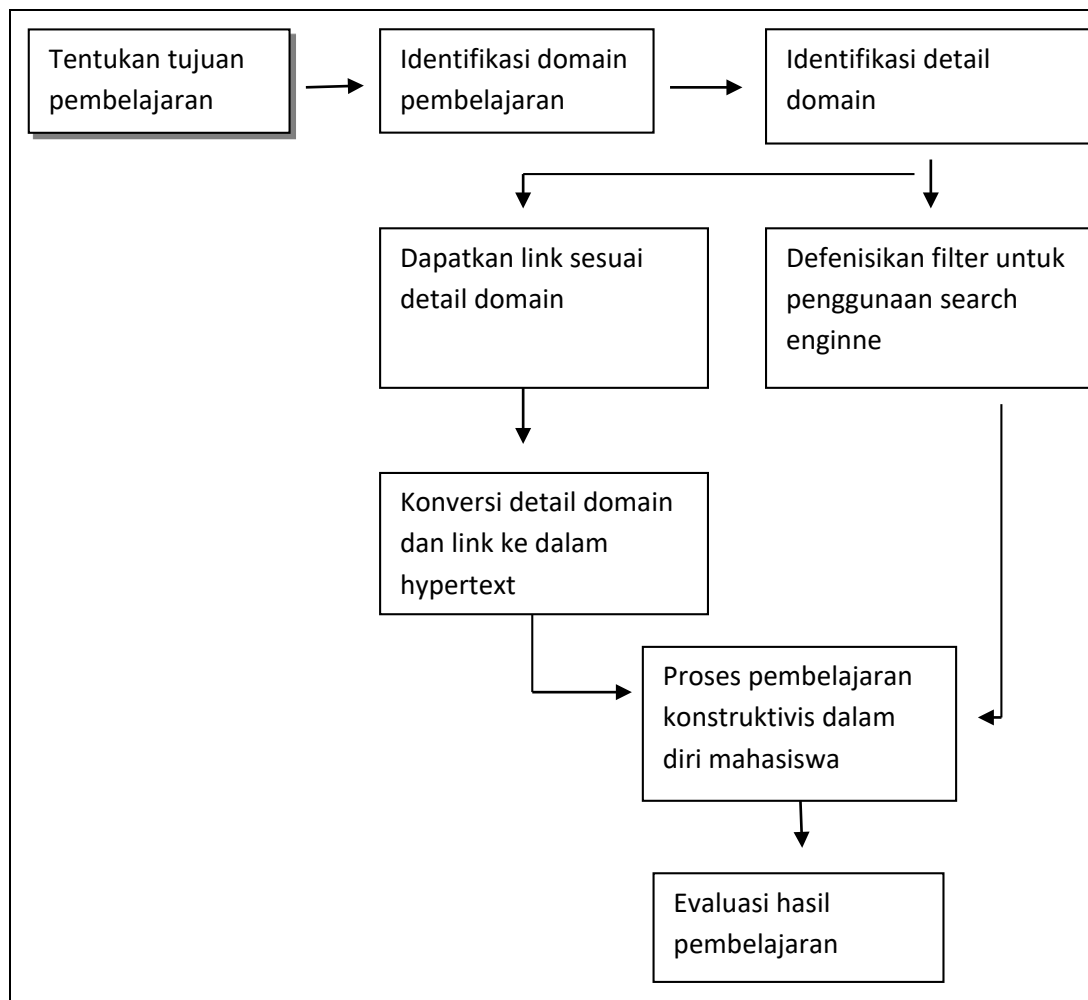 Tentukan tujuan
pembelajaran
Identifikasi domain
pembelajaran
Identifikasi detail
domain
Dapatkan link sesuai
detail domain
Defenisikan filter untuk
penggunaan search
enginne
Konversi detail domain
dan link ke dalam
hypertext
Proses pembelajaran
konstruktivis dalam
diri mahasiswa
Evaluasi hasil
pembelajaran